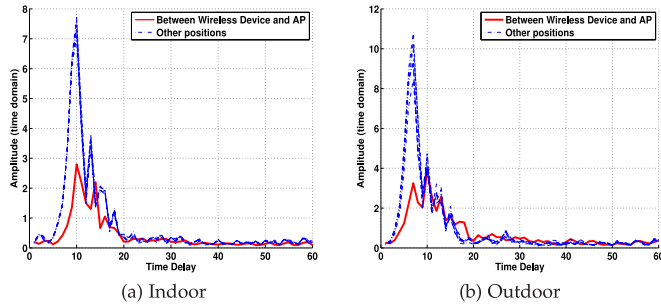 8
7
6
5
4
3
2
1
0
0 10 20 30 40 50 60
Amplitude (time domain)
Time Delay
Between Wireless Device and AP
Other positions
(a) Indoor
12
10
8
6
4
2
0
0 10 20 30 40 50 60
Amplitude (time domain)
Time Delay
Between Wireless Device and AP
Other positions
(b) Outdoor